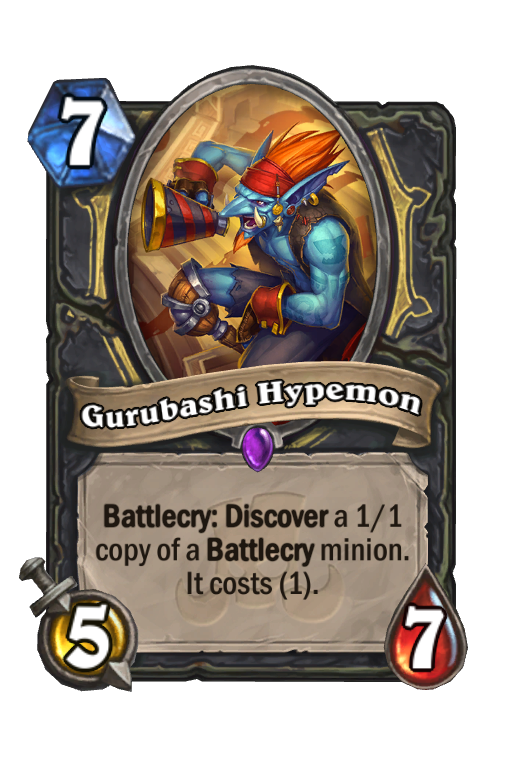 7
Gurubashi Hypemon
Battlecry: Discover a 1/1
copy of a Battlecry minion.
It costs (1).
5
7